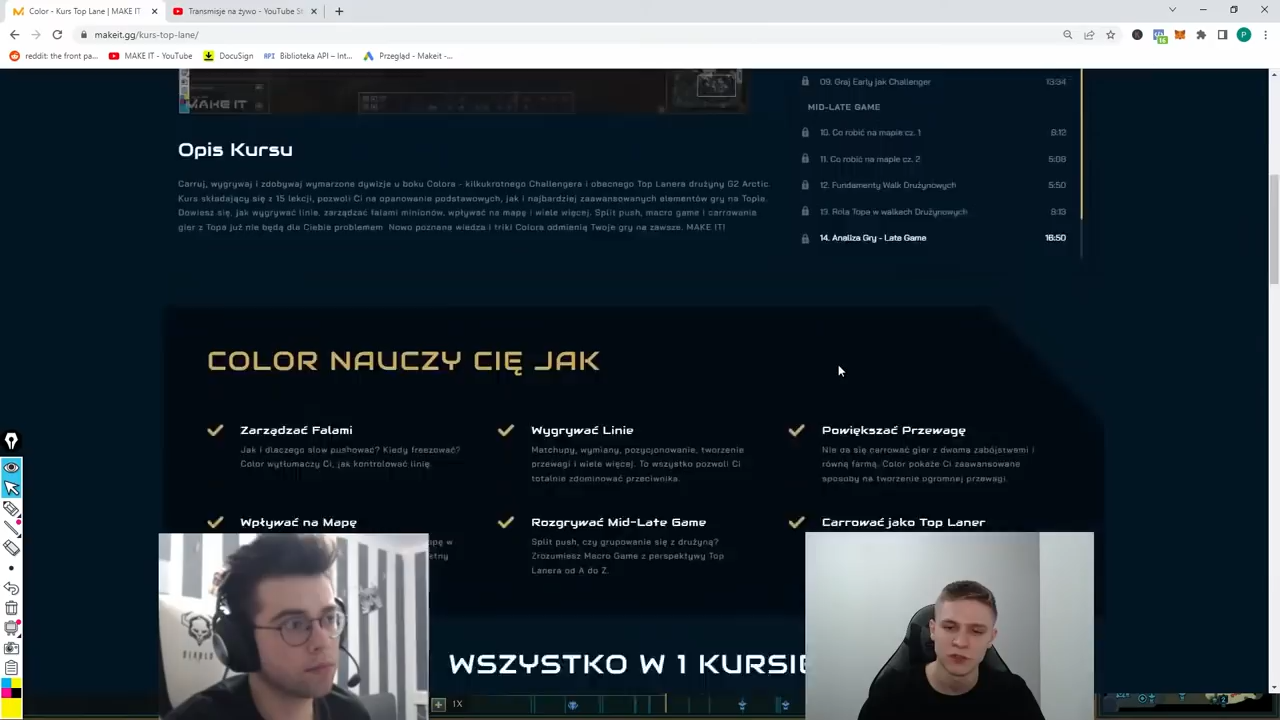 Color - Kurs Top Lane | MAKE IT
Transmisje na żywo - YouTube St
makeit.gg/kurs-top-lane/
reddit: the front pa...
MAKE IT - YouTube
DocuSign
API
Biblioteka API – Int...
Przegląd - Makeit -...
P
16
MAKE IT
09. Graj Early jak Challenger
13:34
MID-LATE GAME
10. Co robić na mapie cz. 1
11. Co robić na mapie cz. 2
12. Fundamenty Walk Drużynowych
5:50
13. Rola Topa w walkach Drużynowych
14. Analiza Gry - Late Game
16:50
Opis Kursu
Carruj, wygrywaj i zdobywaj wymarzone dywizje u boku Colora - kilkukrotnego Challengera i obecnego Top Lanera drużyny G2 Arctic.
Kurs składający się z 15 lekcji, pozwoli Ci na opanowanie podstawowych, jak i najbardziej zaawansowanych elementów gry na Topie.
Dowiesz się, jak wygrywać linie, zarządzać falami minionów, wpływać na mapę i wiele więcej. Split push, macro game i carrowanie
gier z Topa już nie będą dla Ciebie problemem. Nowo poznana wiedza i triki Colora odmienią Twoje gry na zawsze. MAKE IT!
COLOR NAUCZY CIĘ JAK
Zarządzać Falami
Jak i dlaczego slow pushować? Kiedy freezować?
Color wytłumaczy Ci, jak kontrolować linię.
Wygrywać Linie
Matchupy, wymiany, pozycjonowanie, tworzenie
przewagi i wiele więcej. To wszystko pozwoli Ci
totalnie zdominować przeciwnika.
Powiększać Przewagę
Nie da się carrować gier z dwoma zabójstwami i
równą farmą. Color pokaże Ci zaawansowane
sposoby na tworzenie ogromnej przewagi.
Wpływać na Mapę
Rozgrywać Mid-Late Game
Split push, czy grupowanie się z drużyną?
Zrozumiesz Macro Game z perspektywy Top
Lanera od A do Z.
Carrować jako Top Laner
WSZYSTKO W 1 KURSIE
DIABLO
1X